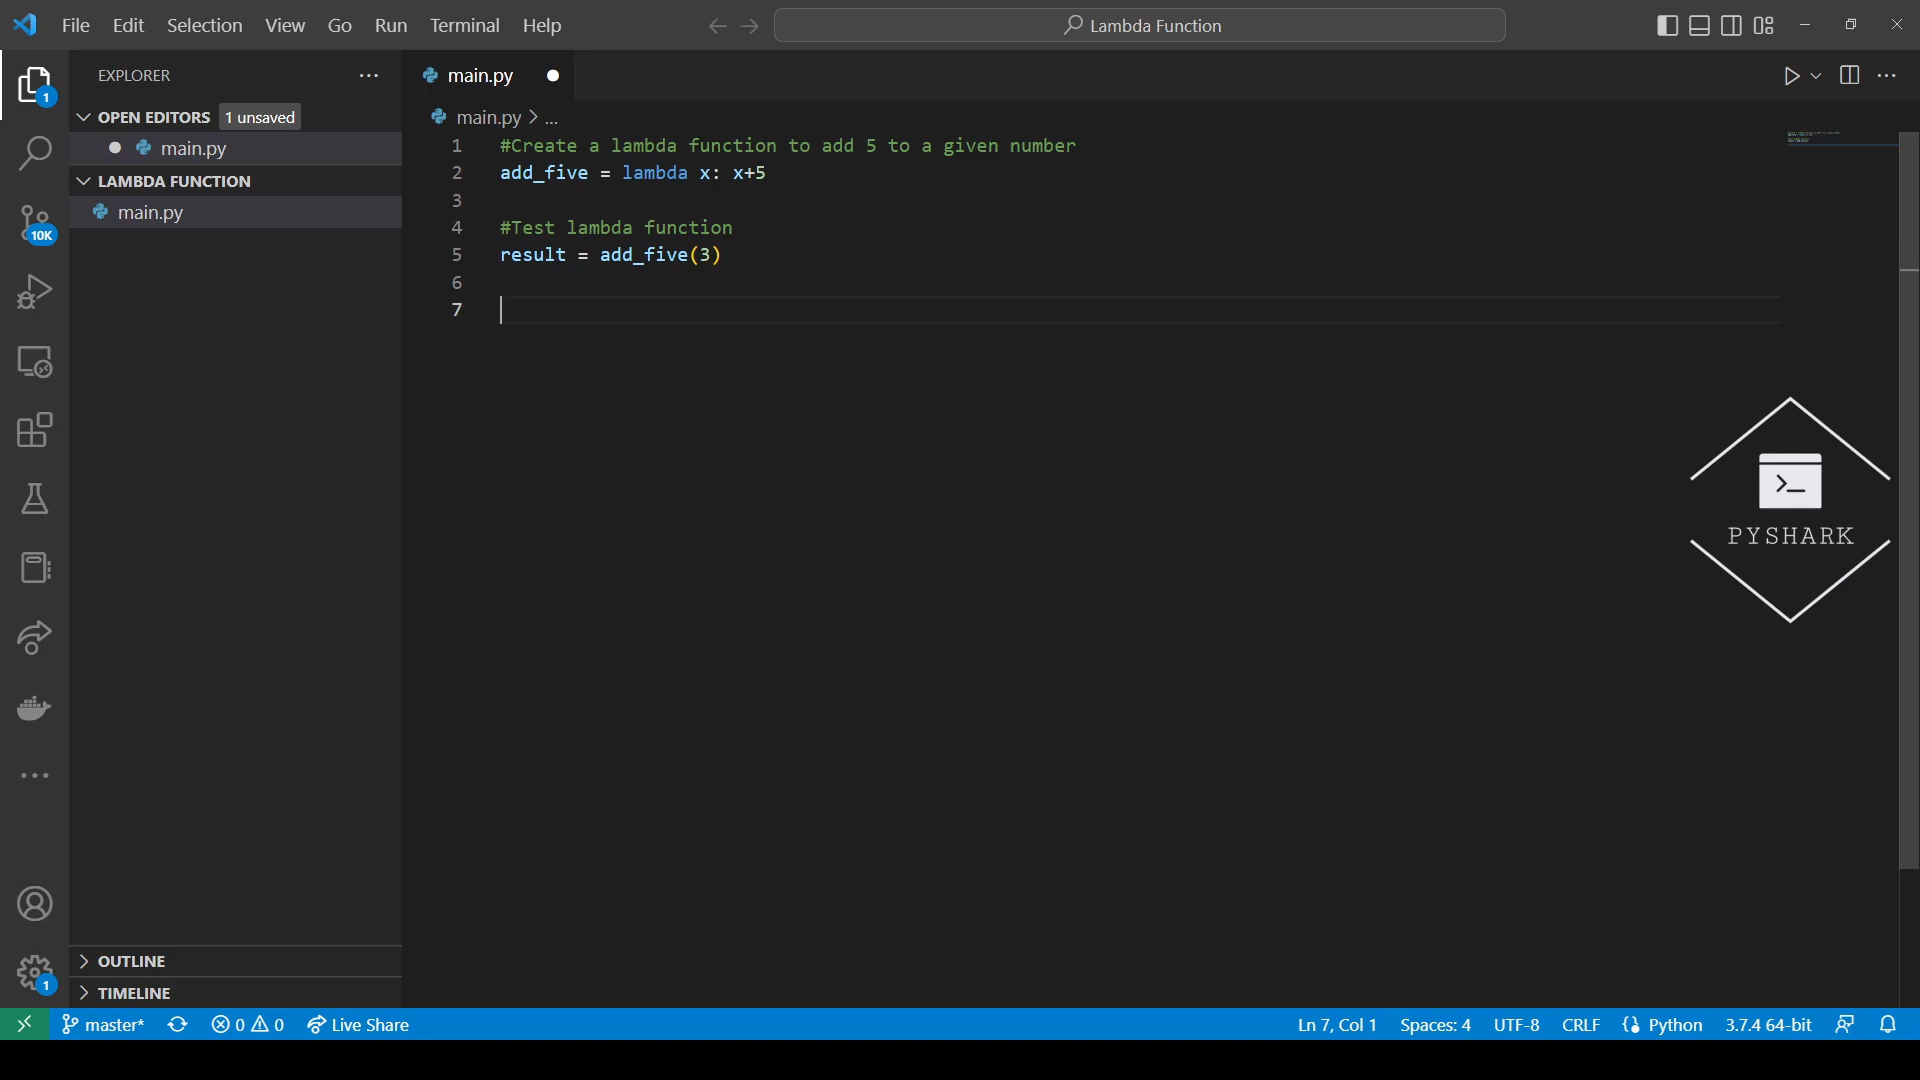 File Edit Selection View Go Run Terminal Help
Lambda Function
EXPLORER
main.py
1
OPEN EDITORS 1 unsaved
main.py > ...
main.py
1 #Create a lambda function to add 5 to a given number
2 add_five = lambda x: x+5
LAMBDA FUNCTION
3
main.py
4 #Test lambda function
10K
5 result = add_five(3)
6
7
>_
PYSHARK
OUTLINE
1
TIMELINE
master* 0 0 Live Share
Ln 7, Col 1 Spaces: 4 UTF-8 CRLF Python 3.7.4 64-bit